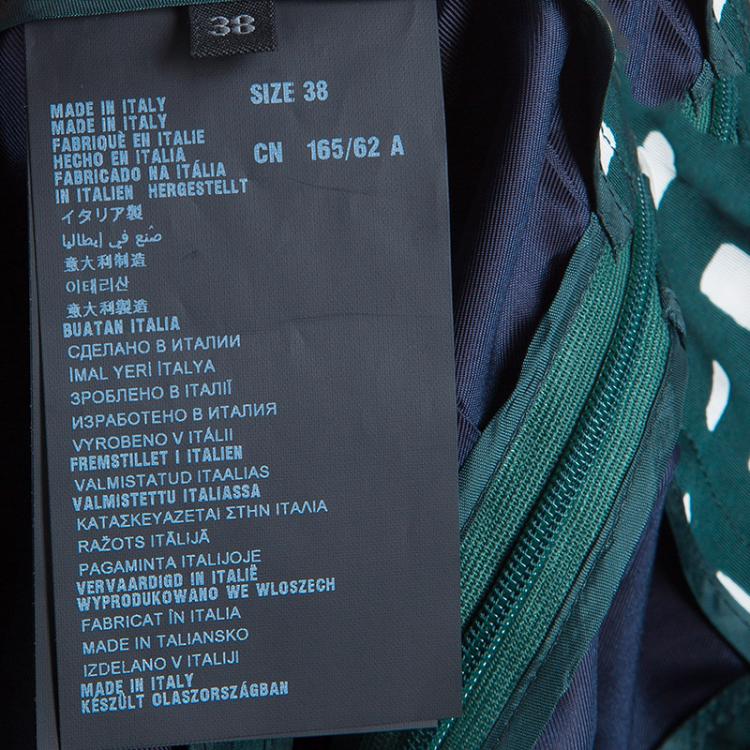 38
MADE IN ITALY
MADE IN ITALY
FABRIQUÈ EN ITALIE
HECHO EN ITALIA
FABRICADO NA ITÁLIA
IN ITALIEN HERGESTELLT
SIZE 38
CN 165/62 A
イタリア製
صُنع في إيطاليا
意大利制造
이태리산
意大利製造
BUATAN ITALIA
СДЕЛАНО В ИТАЛИИ
İMAL YERİ İTALYA
ЗРОБЛЕНО В ІТАЛІЇ
ИЗРАБОТЕНО В ИТАЛИЯ
VYROBENO V ITÁLII
FREMSTILLET I ITALIEN
VALMISTATUD ITAALIAS
VALMISTETTU ITALIASSA
ΚΑΤΑΣΚΕΥΑΖΕΤΑΙ ΣΤΗΝ ΙΤΑΛΙΑ
RAŽOTS ITĀLIJĀ
PAGAMINTA ITALIJOJE
VERVAARDIGD IN ITALIË
WYPRODUKOWANO WE WLOSZECH
FABRICAT ÎN ITALIA
MADE IN TALIANSKO
IZDELANO V ITALIJI
MADE IN ITALY
KÉSZÜLT OLASZORSZÁGBAN